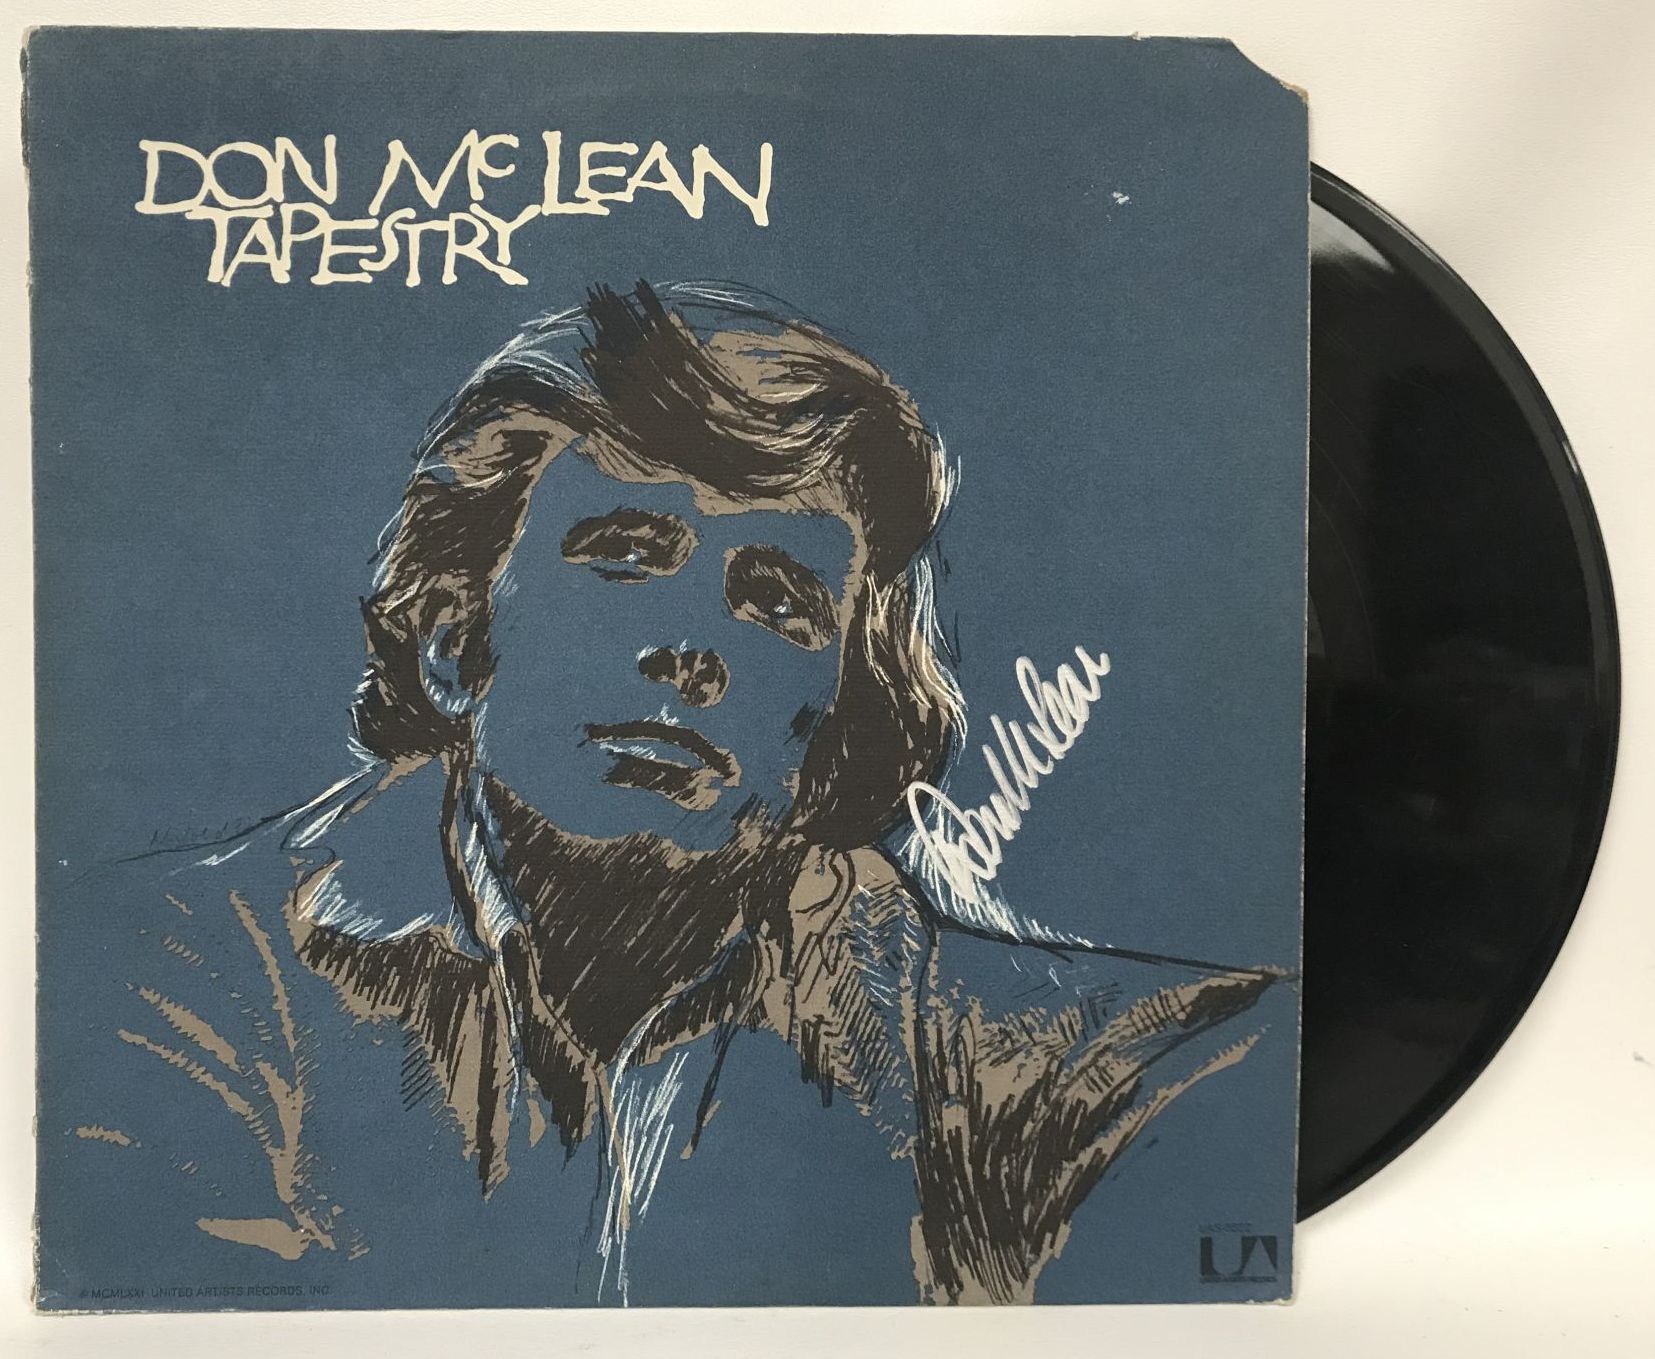 DON McLEAN
TAPESTRY
Don McLean
UA
© MCMLXXI UNITED ARTISTS RECORDS, INC.